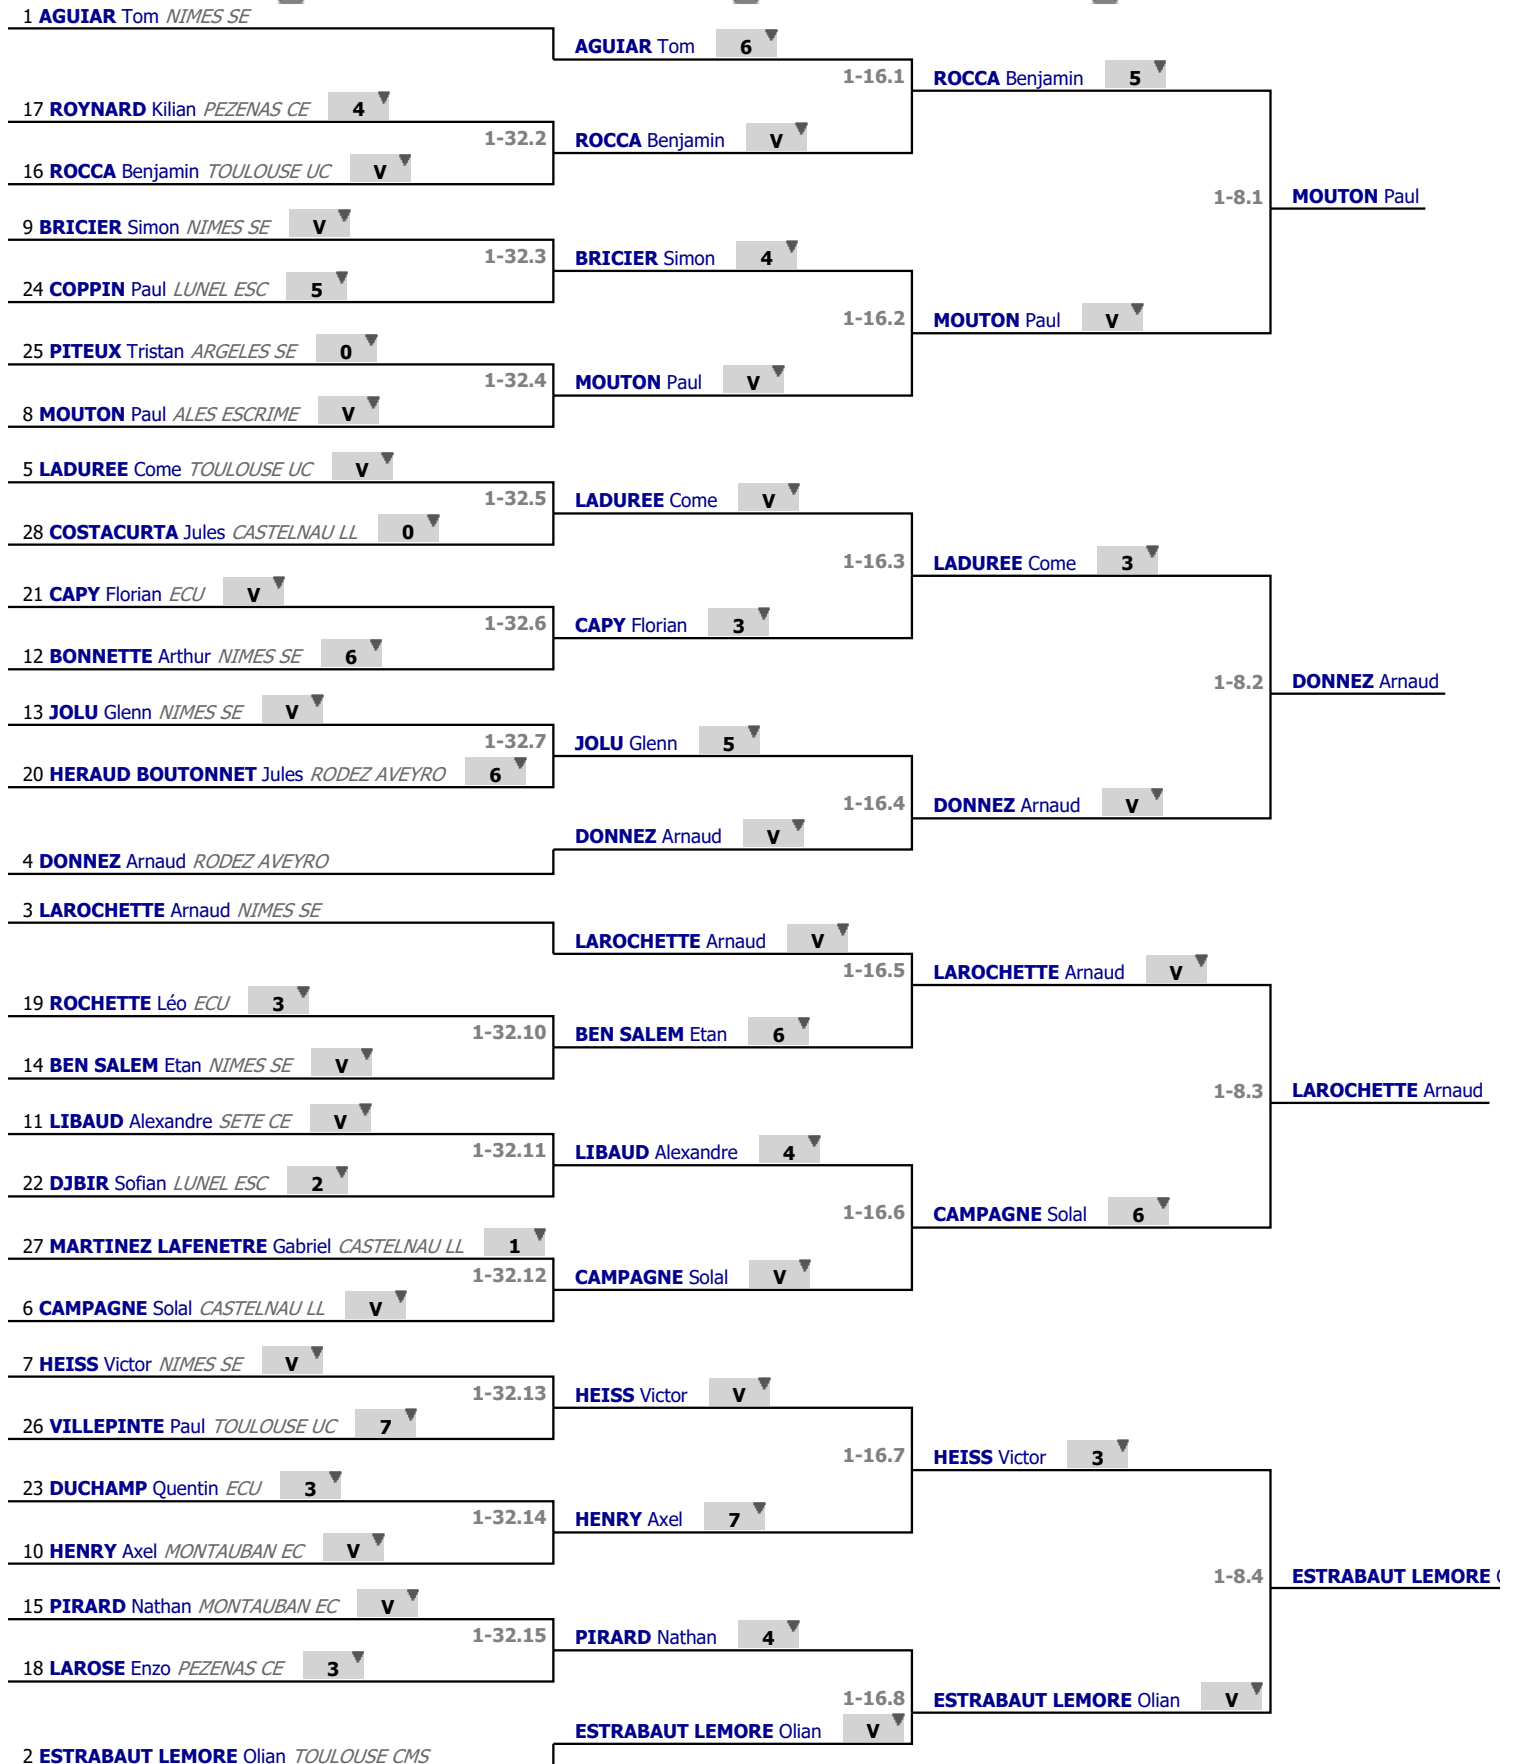 1 AGUIAR Tom NIMES SE
AGUIAR Tom 6
1-16.1
ROCCA Benjamin 5
17 ROYNARD Kilian PEZENAS CE 4
1-32.2
ROCCA Benjamin V
16 ROCCA Benjamin TOULOUSE UC V
1-8.1
MOUTON Paul
9 BRICIER Simon NIMES SE V
1-32.3
BRICIER Simon 4
24 COPPIN Paul LUNEL ESC 5
1-16.2
MOUTON Paul V
25 PITEUX Tristan ARGELES SE 0
1-32.4
MOUTON Paul V
8 MOUTON Paul ALES ESCRIME V
5 LADUREE Come TOULOUSE UC V
1-32.5
LADUREE Come V
28 COSTACURTA Jules CASTELNAU LL 0
1-16.3
LADUREE Come 3
21 CAPY Florian ECU V
1-32.6
CAPY Florian 3
12 BONNETTE Arthur NIMES SE 6
1-8.2
DONNEZ Arnaud
13 JOLU Glenn NIMES SE V
1-32.7
JOLU Glenn 5
20 HERAUD BOUTONNET Jules RODEZ AVEYRO 6
1-16.4
DONNEZ Arnaud V
DONNEZ Arnaud V
4 DONNEZ Arnaud RODEZ AVEYRO
3 LAROCHETTE Arnaud NIMES SE
LAROCHETTE Arnaud V
1-16.5
LAROCHETTE Arnaud V
19 ROCHETTE Léo ECU 3
1-32.10
BEN SALEM Etan 6
14 BEN SALEM Etan NIMES SE V
1-8.3
LAROCHETTE Arnaud
11 LIBAUD Alexandre SETE CE V
1-32.11
LIBAUD Alexandre 4
22 DJBIR Sofian LUNEL ESC 2
1-16.6
CAMPAGNE Solal 6
27 MARTINEZ LAFENETRE Gabriel CASTELNAU LL 1
1-32.12
CAMPAGNE Solal V
6 CAMPAGNE Solal CASTELNAU LL V
7 HEISS Victor NIMES SE V
1-32.13
HEISS Victor V
26 VILLEPINTE Paul TOULOUSE UC 7
1-16.7
HEISS Victor 3
23 DUCHAMP Quentin ECU 3
1-32.14
HENRY Axel 7
10 HENRY Axel MONTAUBAN EC V
1-8.4
ESTRABAUT LEMORE
15 PIRARD Nathan MONTAUBAN EC V
1-32.15
PIRARD Nathan 4
18 LAROSE Enzo PEZENAS CE 3
1-16.8
ESTRABAUT LEMORE Olian V
ESTRABAUT LEMORE Olian V
2 ESTRABAUT LEMORE Olian TOULOUSE CMS